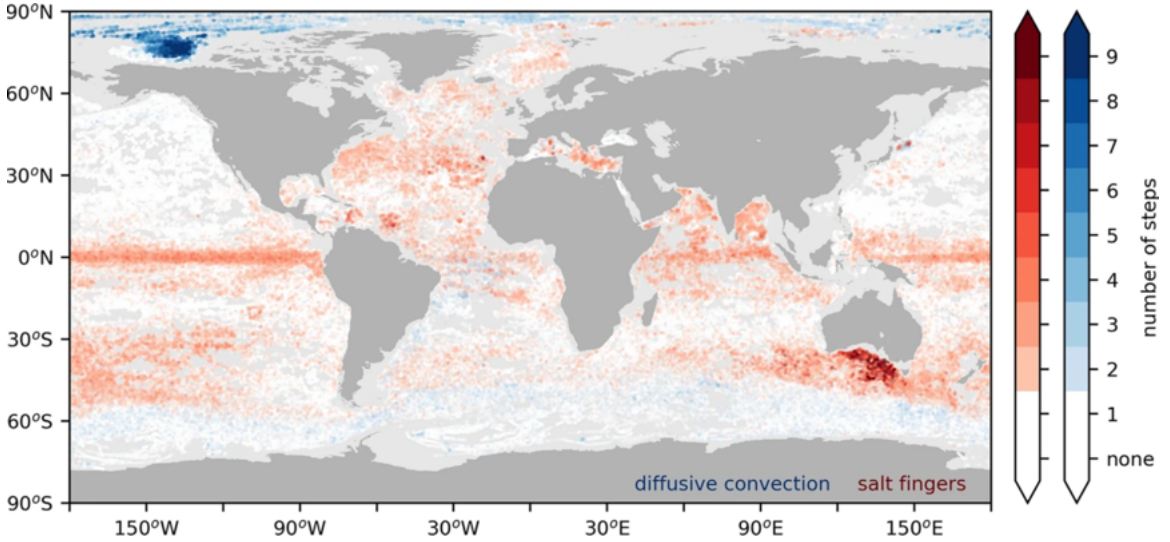 90°N
60°N
30°N
0°N
30°S
60°S
90°S
150°W
90°W
30°W
30°E
90°E
150°E
diffusive convection
salt fingers
9
8
7
6
5
4
3
2
1
none
number of steps